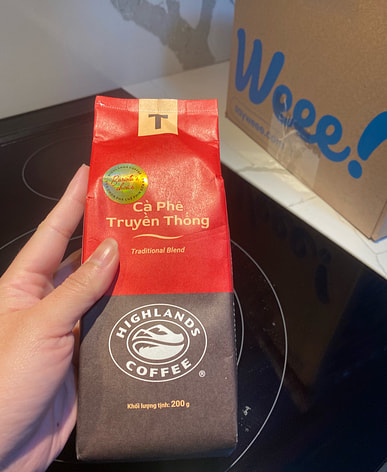 T
Cà Phê
Truyền Thống
Traditional Blend
HIGHLANDS
COFFEE
®
Khối lượng tịnh: 200 g
Weee!